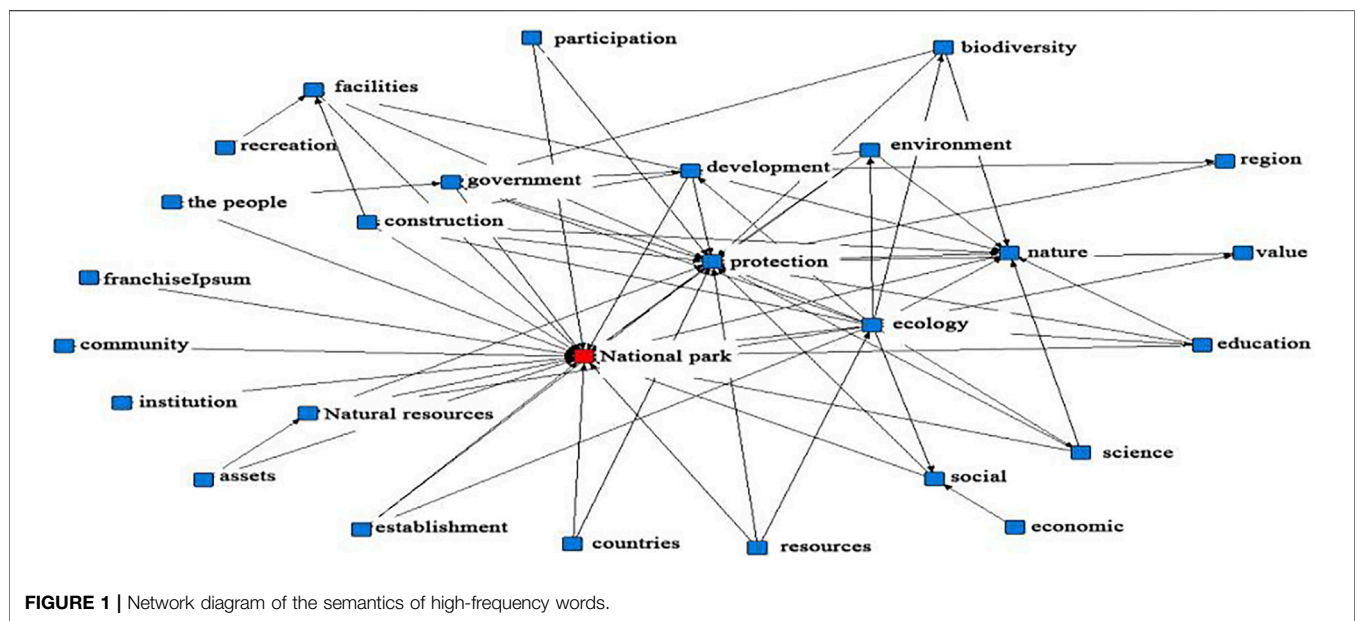 participation
biodiversity
facilities
recreation
environment
region
development
government
the people
construction
nature
value
protection
franchiseIpsum
ecology
community
National park
education
institution
Natural resources
science
assets
social
establishment
economic
countries
resources
FIGURE 1 | Network diagram of the semantics of high-frequency words.